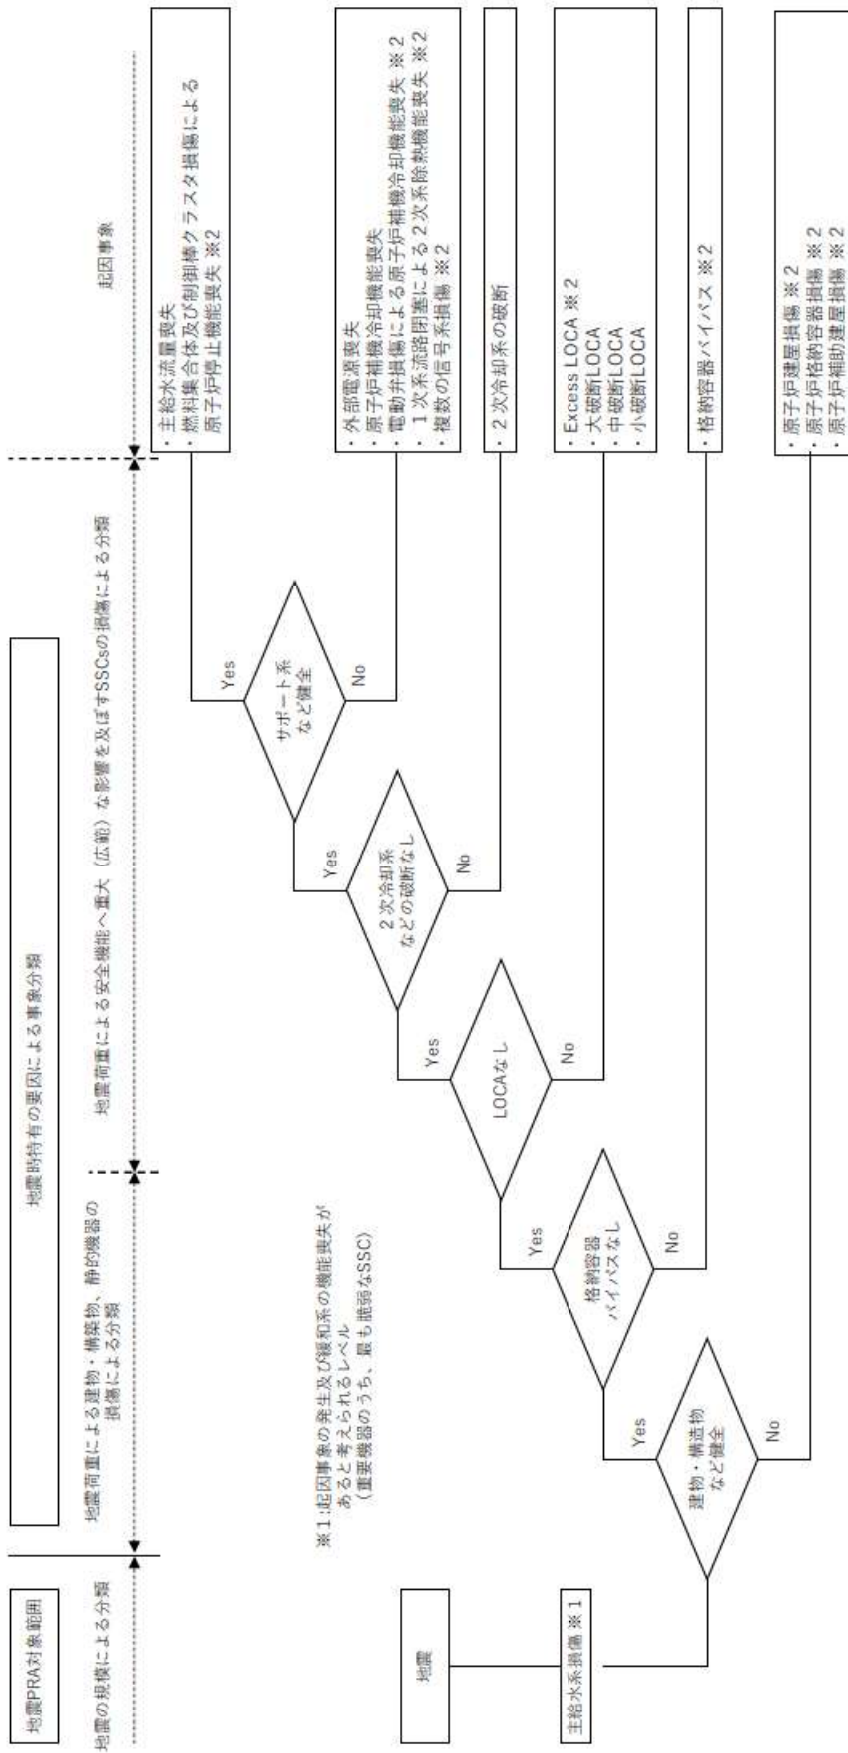 地震PRA対象範囲
地震時特有の要因による事象分類
地震の規模による分類
地震荷重による建物・構築物、静的機器の
損傷による分類
地震荷重による安全機能へ重大（広範）な影響を及ぼすSSCsの損傷による分類
起因事象
地震
主給水系損傷 ※1
※1:起因事象の発生及び緩和系の機能喪失が
あると考えられるレベル
（重要機器のうち、最も脆弱なSSC）
建物・構造物
など健全
Yes
No
格納容器
バイパスなし
Yes
No
LOCAなし
Yes
No
2次冷却系
などの破断なし
Yes
No
サポート系
など健全
Yes
No
・主給水流量喪失
・燃料集合体及び制御棒クラスタ損傷による
原子炉停止機能喪失 ※2
・外部電源喪失
・原子炉補機冷却機能喪失
・電動弁損傷による原子炉補機冷却機能喪失 ※2
・1次系流路閉塞による2次系除熱機能喪失 ※2
・複数の信号系損傷 ※2
・2次冷却系の破断
・Excess LOCA ※2
・大破断LOCA
・中破断LOCA
・小破断LOCA
・格納容器バイパス ※2
・原子炉建屋損傷 ※2
・原子炉格納容器損傷 ※2
・原子炉補助建屋損傷 ※2